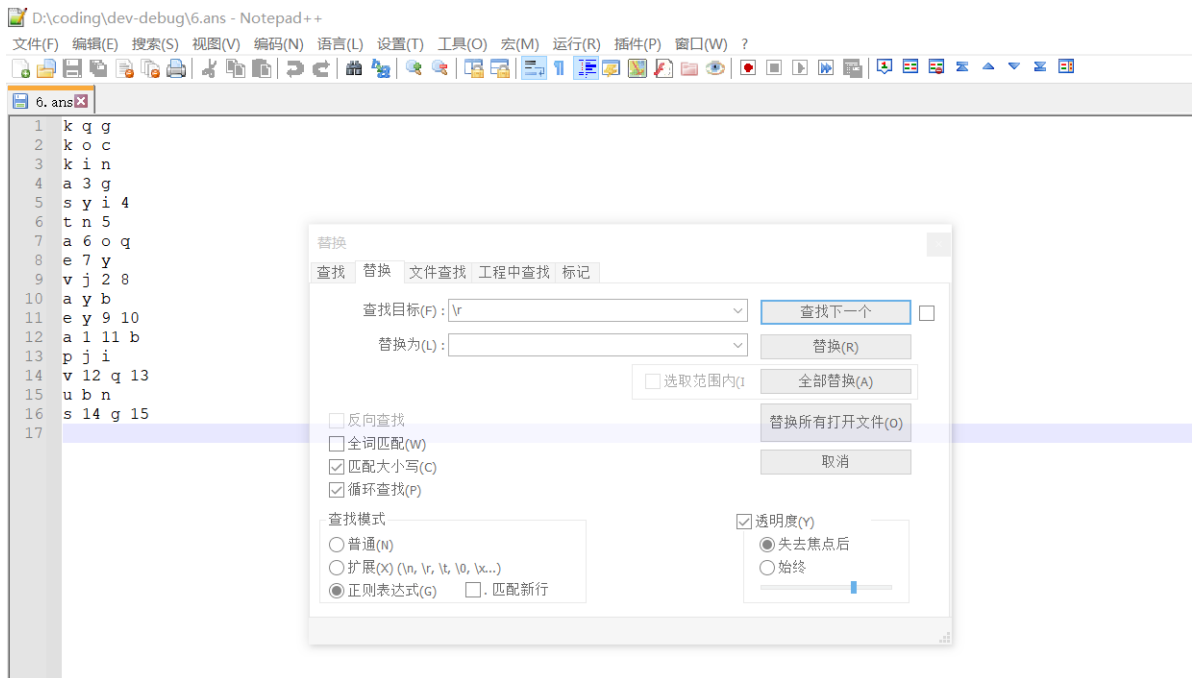 D:\coding\dev-debug\6.ans - Notepad++
文件(F) 编辑(E) 搜索(S) 视图(V) 编码(N) 语言(L) 设置(T) 工具(O) 宏(M) 运行(R) 插件(P) 窗口(W) ?
6.ans
1 k q g
2 k o c
3 k i n
4 a 3 g
5 s y i 4
6 t n 5
7 a 6 o q
8 e 7 y
9 v j 2 8
10 a y b
11 e y 9 10
12 a 1 11 b
13 p j i
14 v 12 q 13
15 u b n
16 s 14 g 15
17
替换
查找 替换 文件查找 工程中查找 标记
查找目标(F) : \r 查找下一个
替换为(L) : 替换(R)
选取范围内(I 全部替换(A)
反向查找 替换所有打开文件(O)
全词匹配(W)
匹配大小写(C) 取消
循环查找(P)
查找模式 透明度(Y)
普通(N) 失去焦点后
扩展(X) (\n, \r, \t, \0, \x...) 始终
正则表达式(G) . 匹配新行